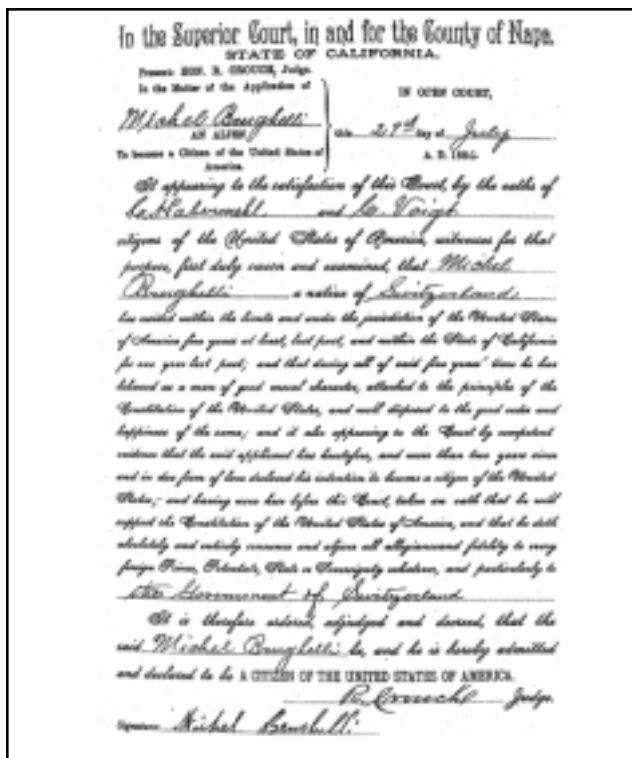 In the Superior Court, in and for the County of Napa,
STATE OF CALIFORNIA.
Present: HON. R. CROUCH, Judge.
In the Matter of the Application of
IN OPEN COURT,
Michel
AN ALIEN
this 29th day of July
To become a Citizen of the United States of
America.
A. D. 188
It appearing to the satisfaction of this Court, by the oaths of
and C. Voigt
citizens of the United States of America, witnesses for that
purpose, first duly sworn and examined, that Michel
a native of Switzerland
has resided within the limits and under the jurisdiction of the United States
of America five years at least, last past, and within the State of California
for one year last past; and that during all of said five years' time he has
behaved as a man of good moral character, attached to the principles of the
Constitution of the United States, and well disposed to the good order and
happiness of the same; and it also appearing to the Court by competent
evidence that the said applicant has heretofore, and more than two years since
and in due form of law declared his intention to become a citizen of the United
States; and having now here before this Court, taken an oath that he will
support the Constitution of the United States of America, and that he doth
absolutely and entirely renounce and abjure all allegiance and fidelity to every
foreign Prince, Potentate, State or Sovereignty whatever, and particularly to
the Government of Switzerland
It is therefore ordered, adjudged and decreed, that the
said Michel be, and he is hereby admitted
and declared to be A CITIZEN OF THE UNITED STATES OF AMERICA.
R Crouch Judge.
Signature Michel